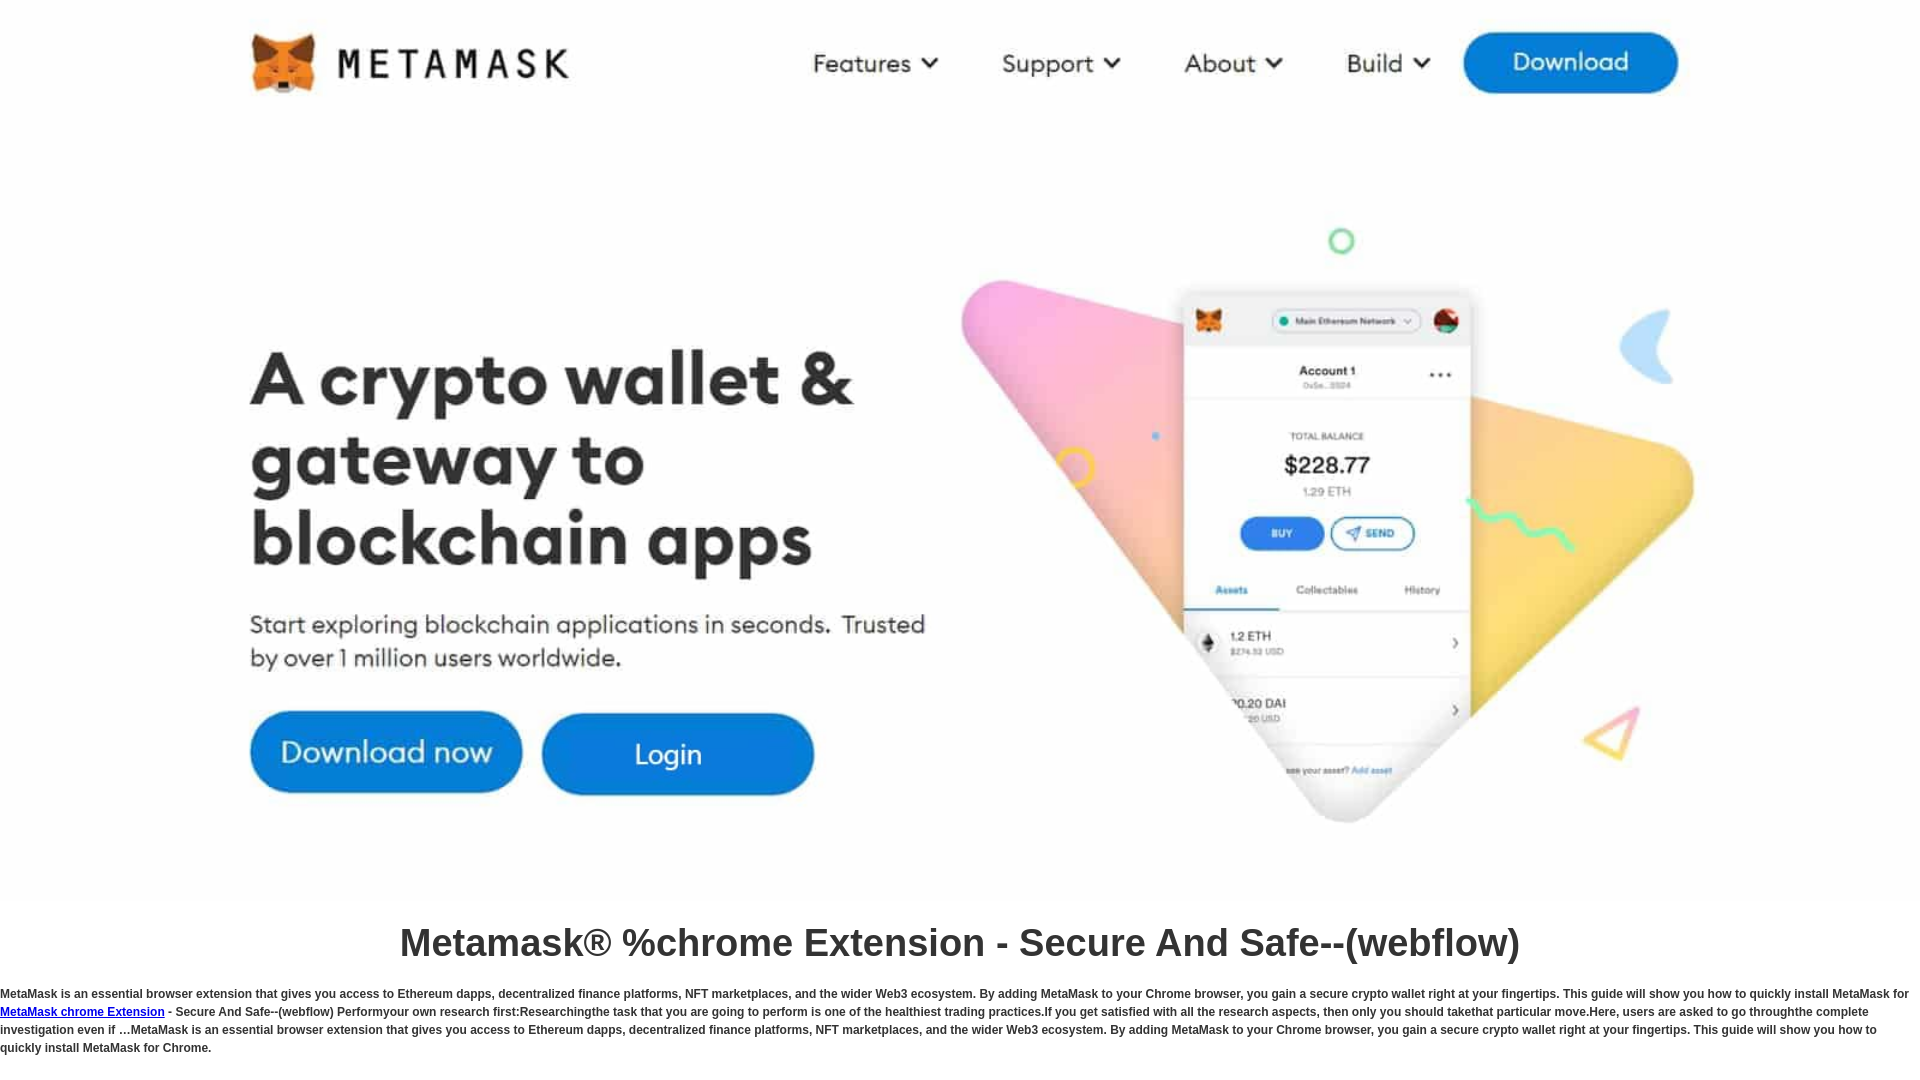 METAMASK
Features
Support
About
Build
Download
A crypto wallet &
gateway to
blockchain apps
Start exploring blockchain applications in seconds. Trusted
by over 1 million users worldwide.
Download now
Login
Main Ethereum Network
Account 1
TOTAL BALANCE
$228.77
1.29 ETH
BUY
SEND
Assets
Collectables
History
1.2 ETH
$274.52 USD
20 USD
see your asset? Add asset
Metamask® %chrome Extension - Secure And Safe--(webflow)
MetaMask is an essential browser extension that gives you access to Ethereum dapps, decentralized finance platforms, NFT marketplaces, and the wider Web3 ecosystem. By adding MetaMask to your Chrome browser, you gain a secure crypto wallet right at your fingertips. This guide will show you how to quickly install MetaMask for
MetaMask chrome Extension - Secure And Safe--(webflow) Performyour own research first:Researchingthe task that you are going to perform is one of the healthiest trading practices.If you get satisfied with all the research aspects, then only you should takethat particular move.Here, users are asked to go throughthe complete
investigation even if …MetaMask is an essential browser extension that gives you access to Ethereum dapps, decentralized finance platforms, NFT marketplaces, and the wider Web3 ecosystem. By adding MetaMask to your Chrome browser, you gain a secure crypto wallet right at your fingertips. This guide will show you how to
quickly install MetaMask for Chrome.